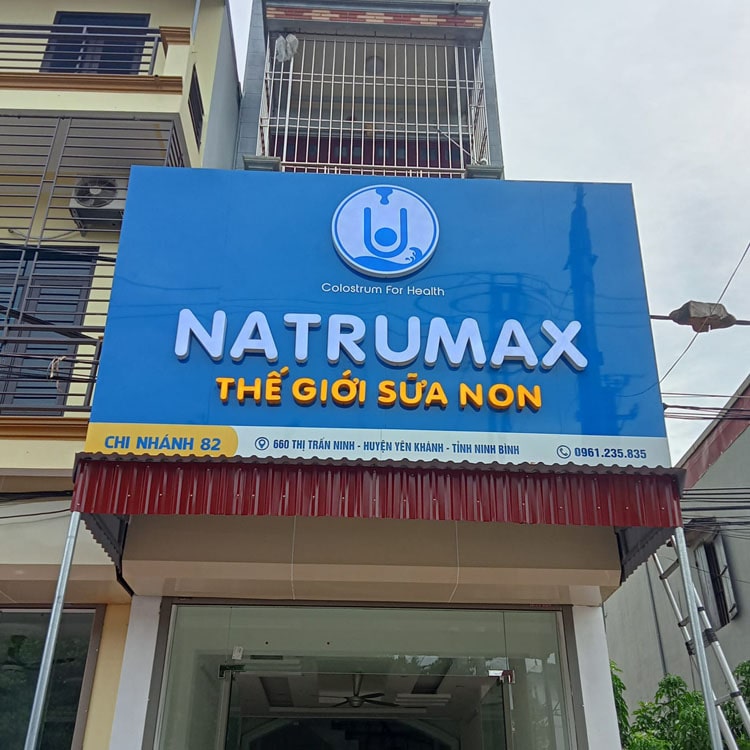 Colostrum For Health
NATRUMAX
THẾ GIỚI SỮA NON
CHI NHÁNH 82
660 THỊ TRẤN NINH - HUYỆN YÊN KHÁNH - TỈNH NINH BÌNH
0961.235.835